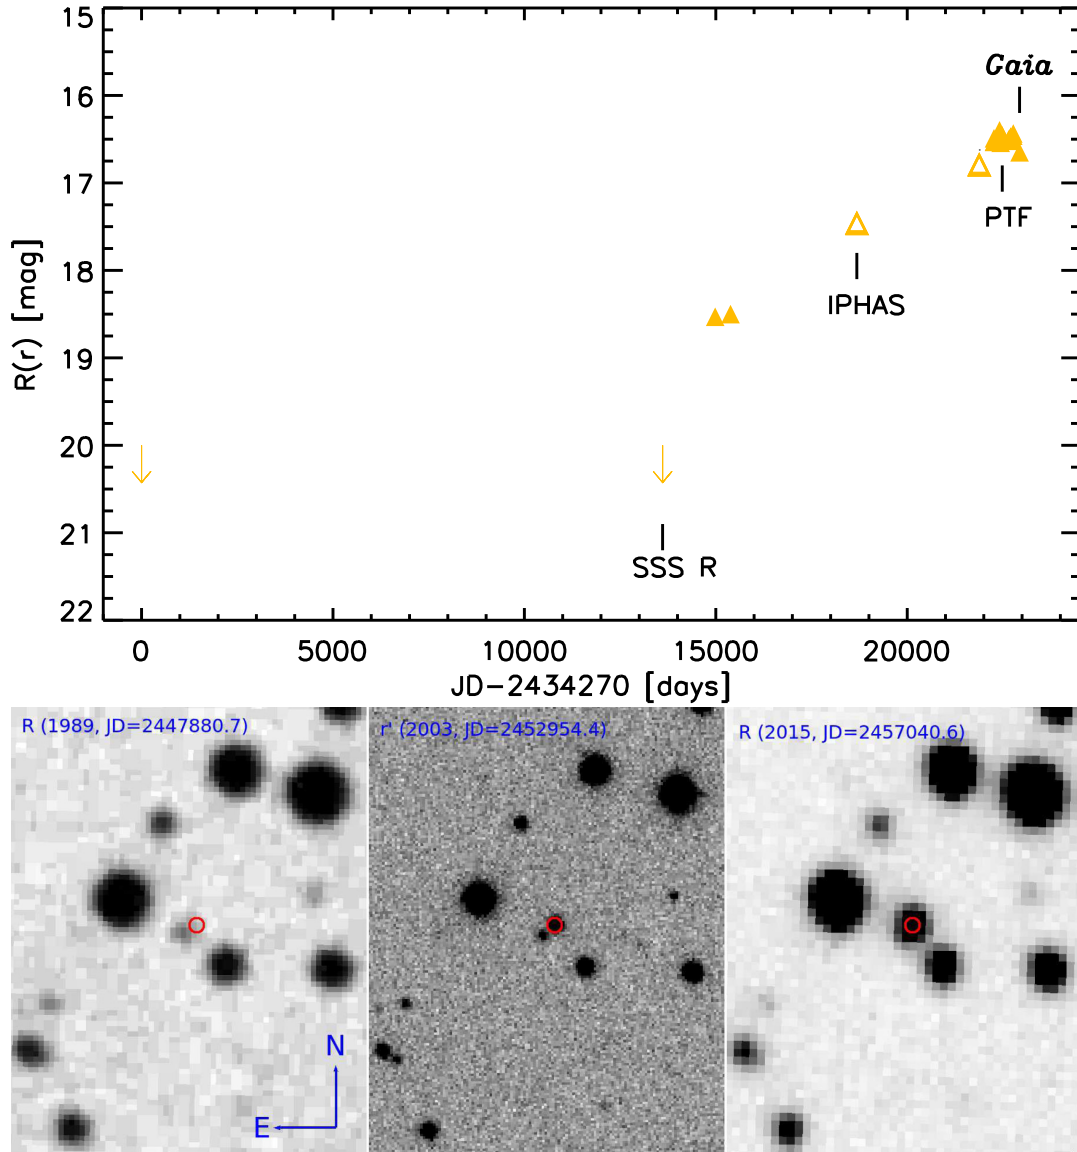 15
16
17
18
19
20
21
22
R(r) [mag]
Gaia
PTF
IPHAS
SSS R
0 5000 10000 15000 20000
JD-2434270 [days]
R (1989, JD=2447880.7)
r' (2003, JD=2452954.4)
R (2015, JD=2457040.6)
N
E